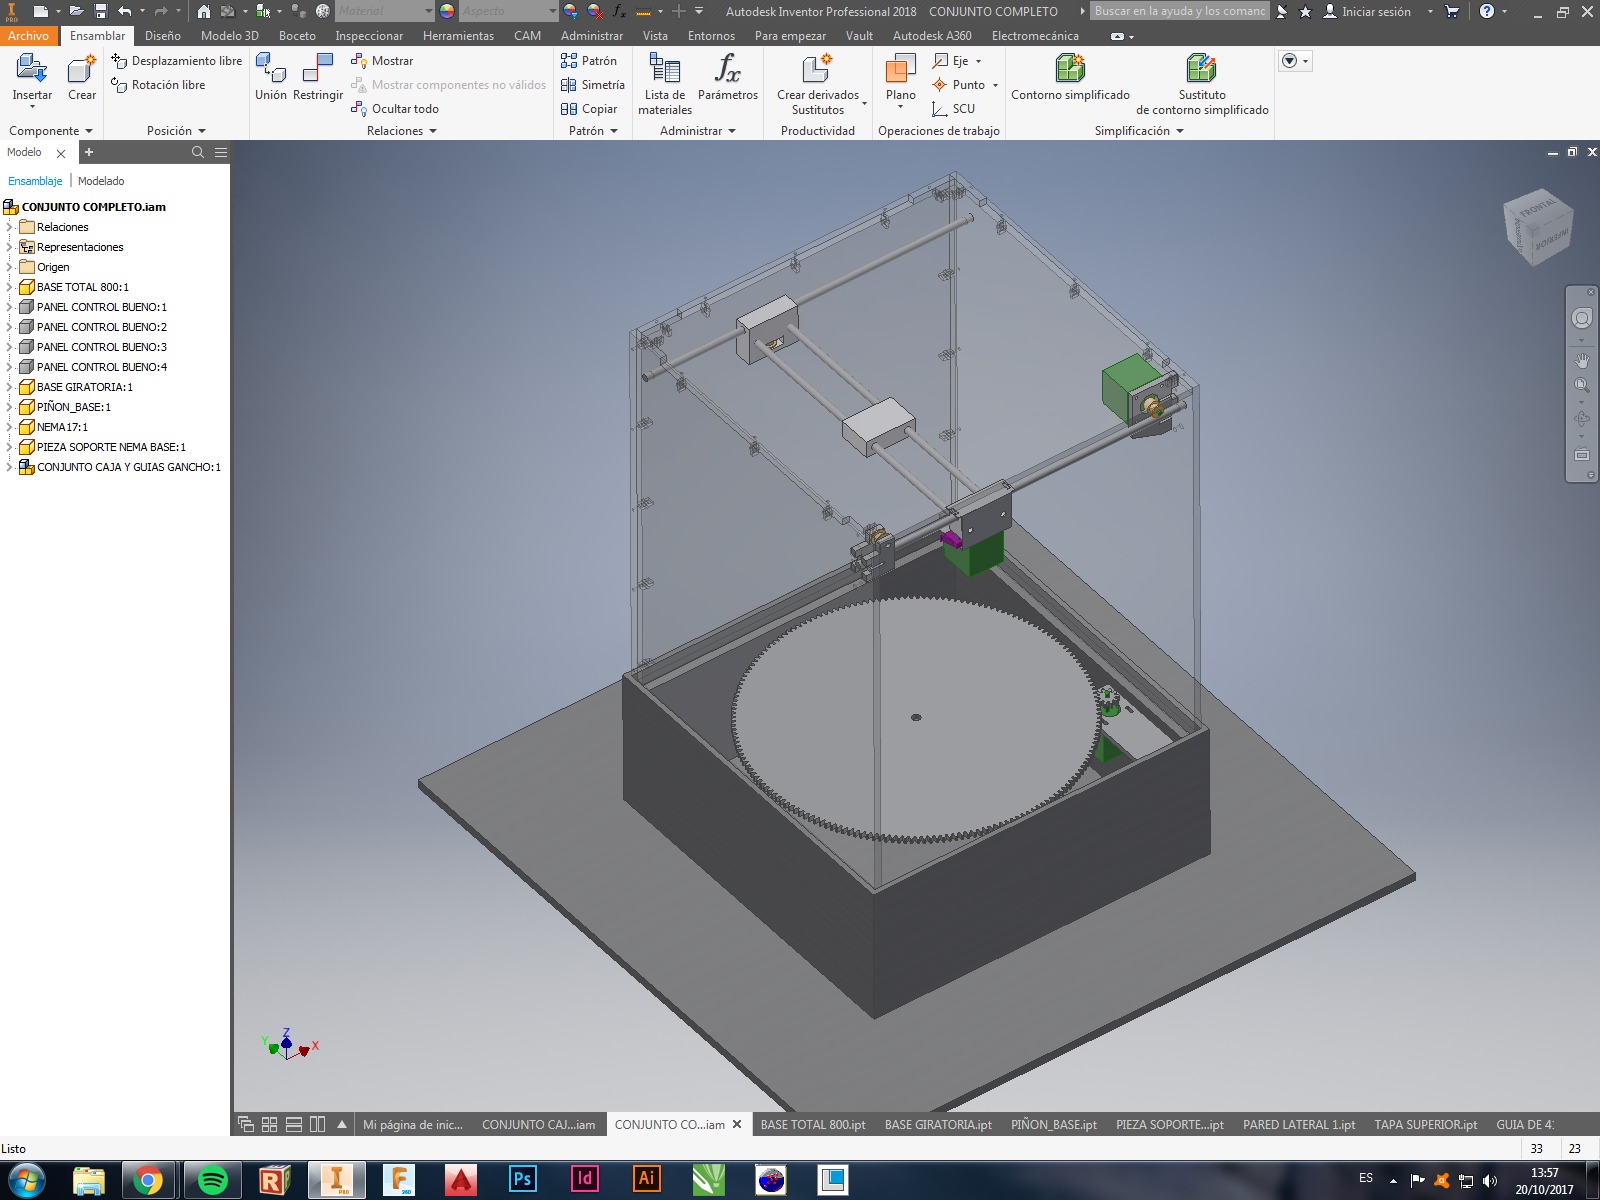 PRO
Material
Aspecto
Autodesk Inventor Professional 2018 CONJUNTO COMPLETO
Buscar en la ayuda y los comanc
Iniciar sesión
Archivo Ensamblar Diseño Modelo 3D Boceto Inspeccionar Herramientas CAM Administrar Vista Entornos Para empezar Vault Autodesk A360 Electromecánica
Insertar
Crear
Componente
Desplazamiento libre
Rotación libre
Posición
Unión
Restringir
Mostrar
Mostrar componentes no válidos
Ocultar todo
Relaciones
Patrón
Simetría
Copiar
Patrón
Lista de
materiales
fx
Parámetros
Administrar
Crear derivados
Sustitutos
Productividad
Plano
Eje
Punto
SCU
Operaciones de trabajo
Contorno simplificado
Sustituto
de contorno simplificado
Simplificación
Modelo
Ensamblaje | Modelado
CONJUNTO COMPLETO.iam
Relaciones
Representaciones
Origen
BASE TOTAL 800:1
PANEL CONTROL BUENO:1
PANEL CONTROL BUENO:2
PANEL CONTROL BUENO:3
PANEL CONTROL BUENO:4
BASE GIRATORIA:1
PIÑON_BASE:1
NEMA17:1
PIEZA SOPORTE NEMA BASE:1
CONJUNTO CAJA Y GUIAS GANCHO:1
FRONTAL
INFERIOR
Z
Y
X
Mi página de inic...
CONJUNTO CAJ...iam
CONJUNTO CO...iam
BASE TOTAL 800.ipt
BASE GIRATORIA.ipt
PIÑON_BASE.ipt
PIEZA SOPORTE...ipt
PARED LATERAL 1.ipt
TAPA SUPERIOR.ipt
GUIA DE 4
Listo
33 23
R
I
PRO
F
360
A
Ps
Id
Ai
ES
13:57
20/10/2017